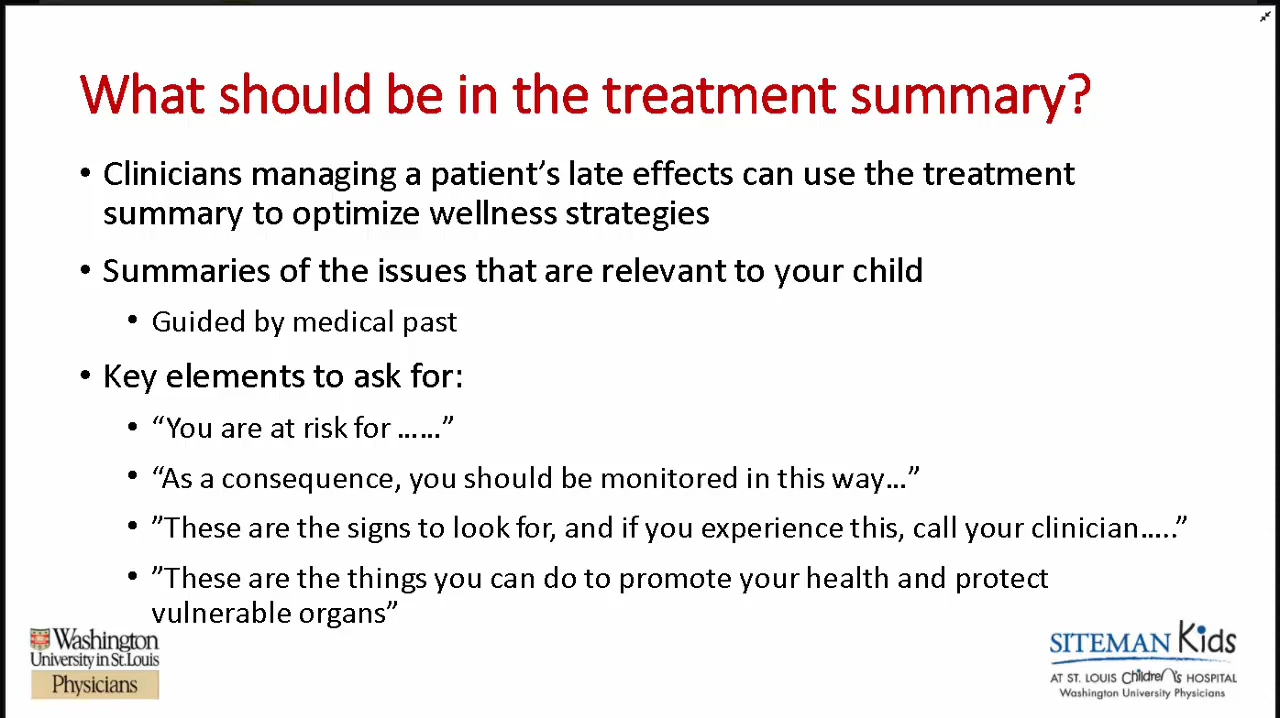 What should be in the treatment summary?
• Clinicians managing a patient’s late effects can use the treatment
summary to optimize wellness strategies
• Summaries of the issues that are relevant to your child
• Guided by medical past
• Key elements to ask for:
• “You are at risk for ……”
• “As a consequence, you should be monitored in this way…”
• ”These are the signs to look for, and if you experience this, call your clinician…..”
• ”These are the things you can do to promote your health and protect
vulnerable organs”
Washington
University in St. Louis
Physicians
SITEMAN Kids
AT ST. LOUIS Children's HOSPITAL
Washington University Physicians